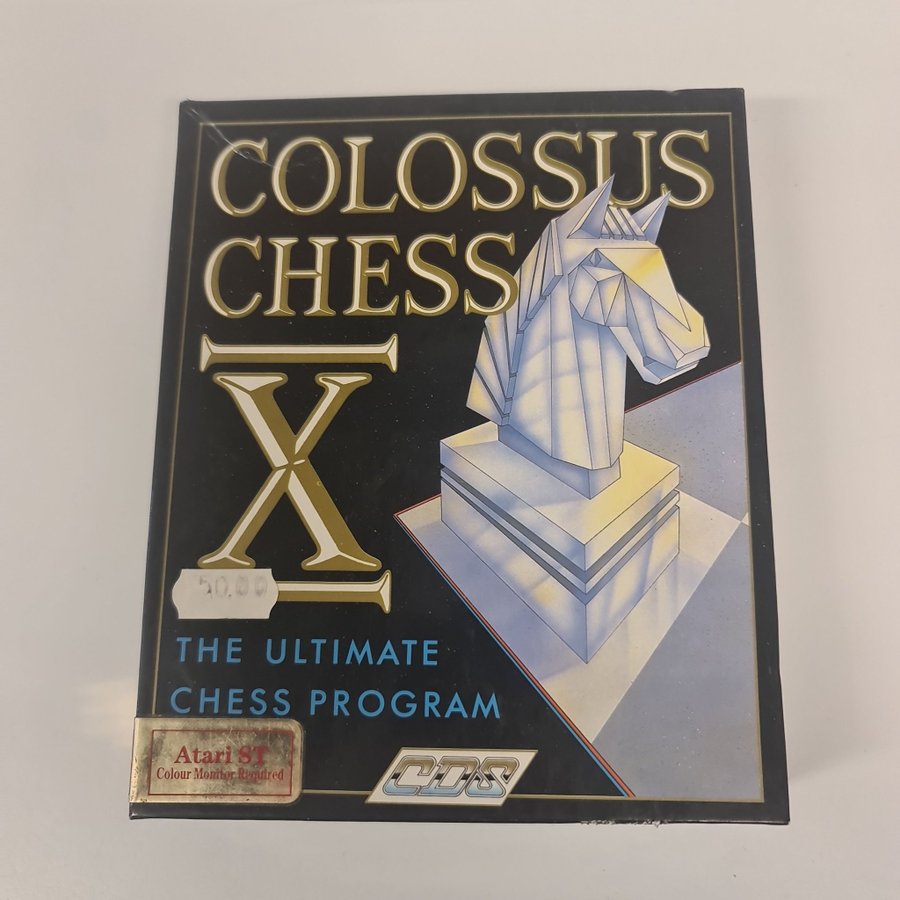 COLOSSUS
CHESS
X
50.00
THE ULTIMATE
CHESS PROGRAM
Atari ST
Colour Monitor Required
CDS